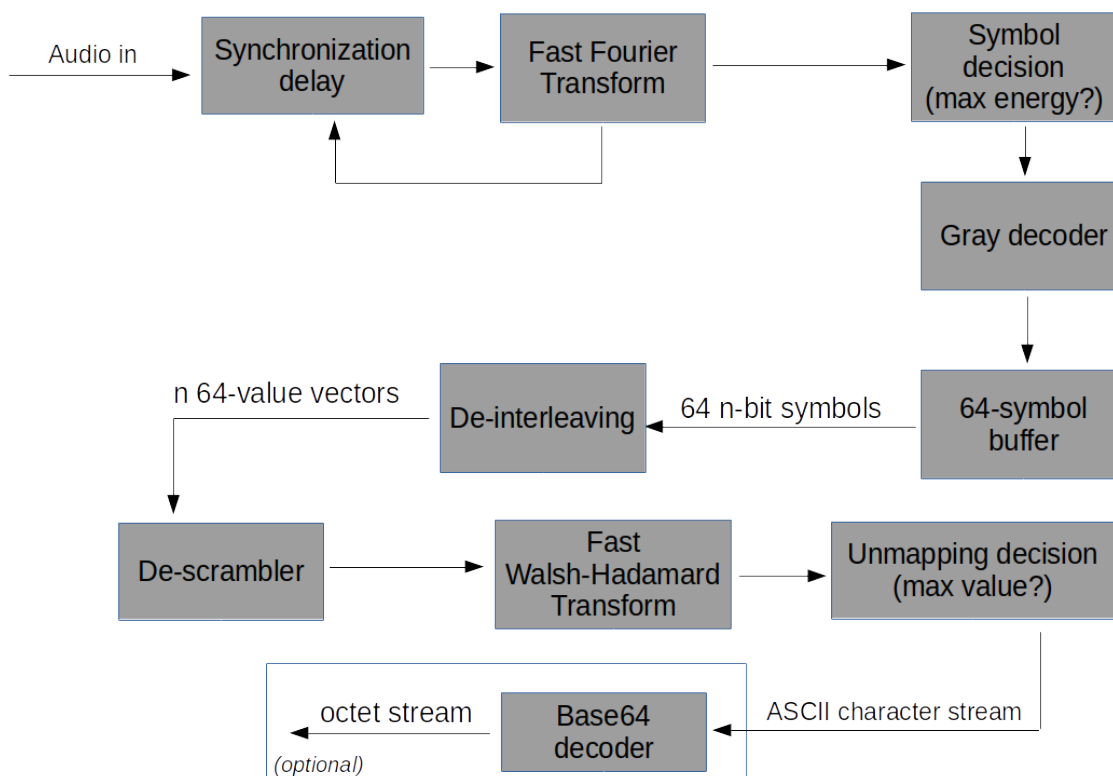 Audio in
Synchronization
delay
Fast Fourier
Transform
Symbol
decision
(max energy?)
Gray decoder
64-symbol
buffer
64 n-bit symbols
De-interleaving
n 64-value vectors
De-scrambler
Fast
Walsh-Hadamard
Transform
Unmapping decision
(max value?)
ASCII character stream
Base64
decoder
octet stream
(optional)